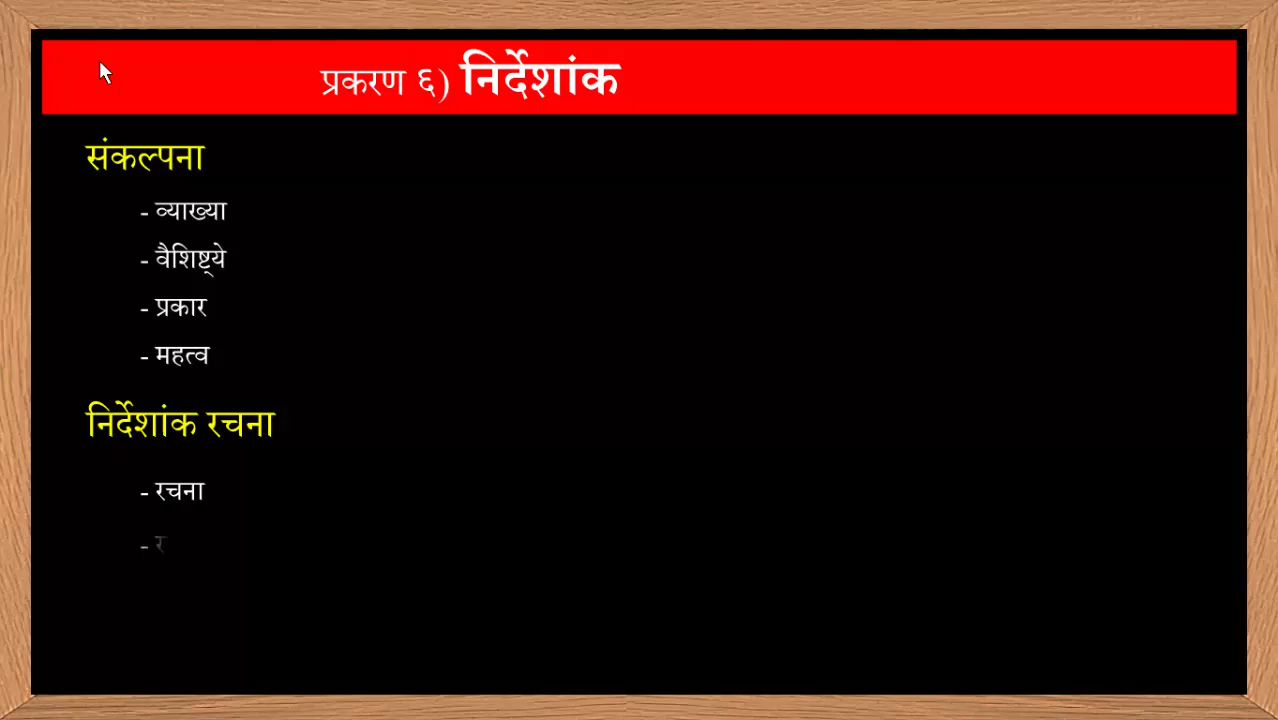 प्रकरण ६) निर्देशांक
संकल्पना
- व्याख्या
- वैशिष्ट्ये
- प्रकार
- महत्व
निर्देशांक रचना
- रचना
-